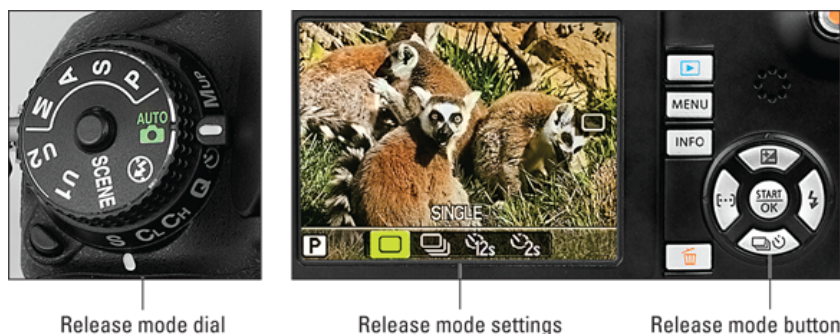 P
S
A
M
U2
U1
SCENE
AUTO
MUP
Q
CH
CL
S
SINGLE
P
12s
2s
MENU
INFO
START
OK
Release mode dial
Release mode settings
Release mode button